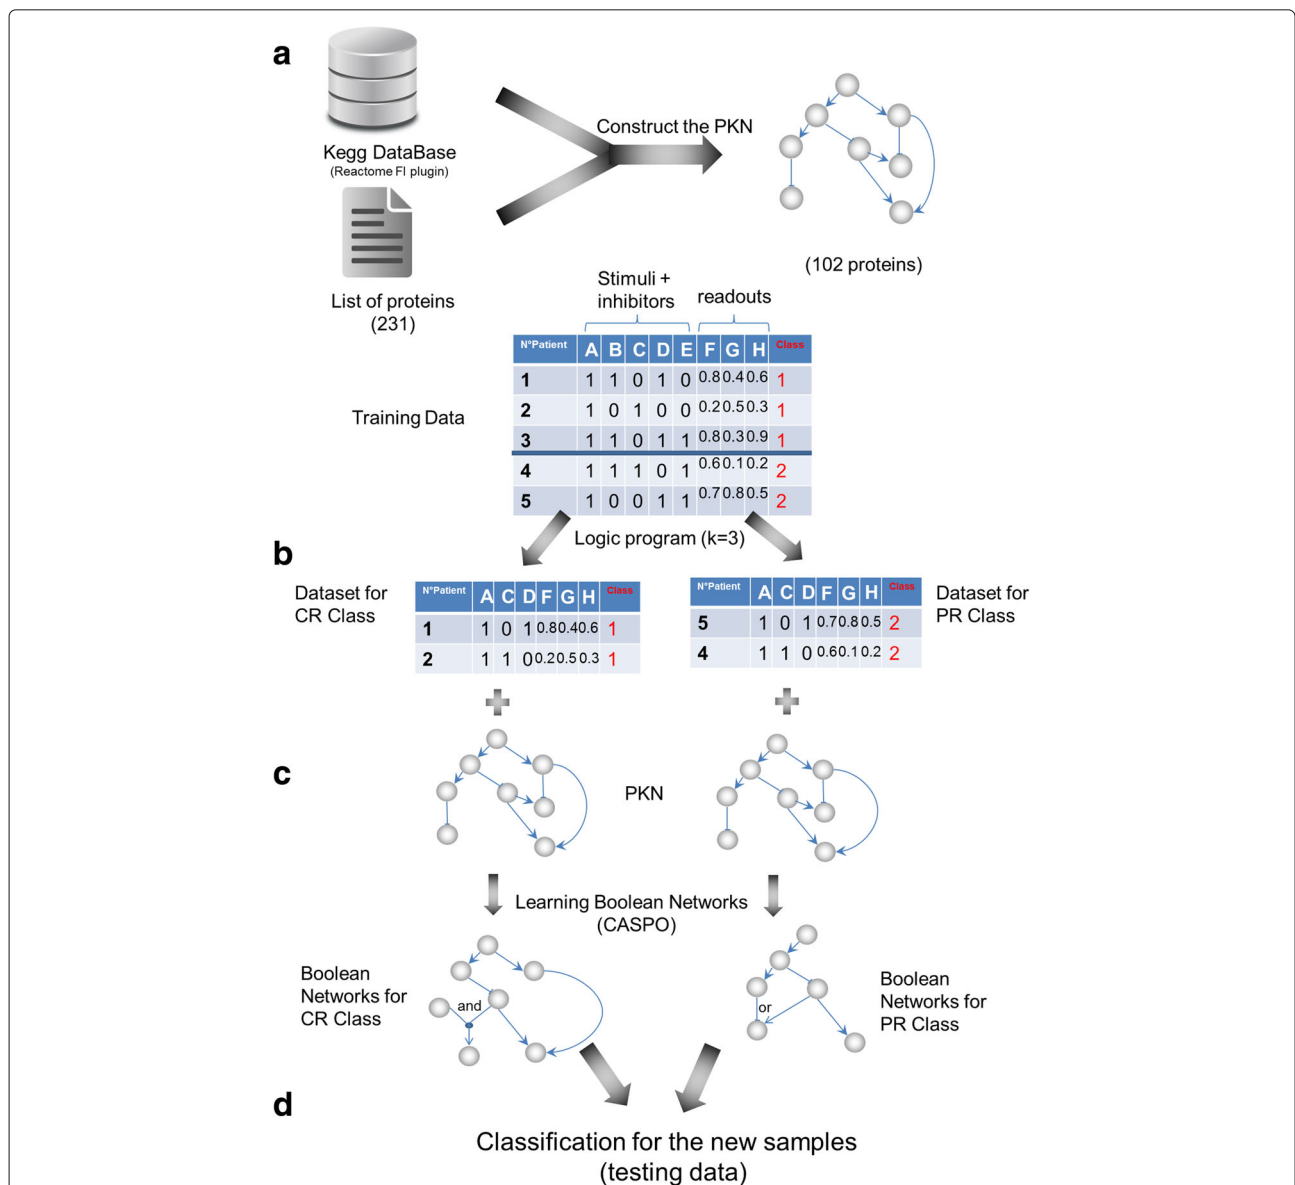 a
Kegg DataBase
(Reactome FI plugin)
List of proteins
(231)
Construct the PKN
(102 proteins)
Stimuli +
inhibitors
readouts
Training Data
N°Patient A B C D E F G H Class
1 1 1 0 1 0 0.8 0.4 0.6 1
2 1 0 1 0 0 0.2 0.5 0.3 1
3 1 1 0 1 1 0.8 0.3 0.9 1
4 1 1 1 0 1 0.6 0.1 0.2 2
5 1 0 0 1 1 0.7 0.8 0.5 2
Logic program (k=3)
b
Dataset for
CR Class
N°Patient A C D F G H Class
1 1 0 1 0.8 0.4 0.6 1
2 1 1 0 0.2 0.5 0.3 1
N°Patient A C D F G H Class
5 1 0 1 0.7 0.8 0.5 2
4 1 1 0 0.6 0.1 0.2 2
Dataset for
PR Class
c
PKN
Learning Boolean Networks
(CASPO)
Boolean
Networks for
CR Class
and
or
Boolean
Networks for
PR Class
d
Classification for the new samples
(testing data)